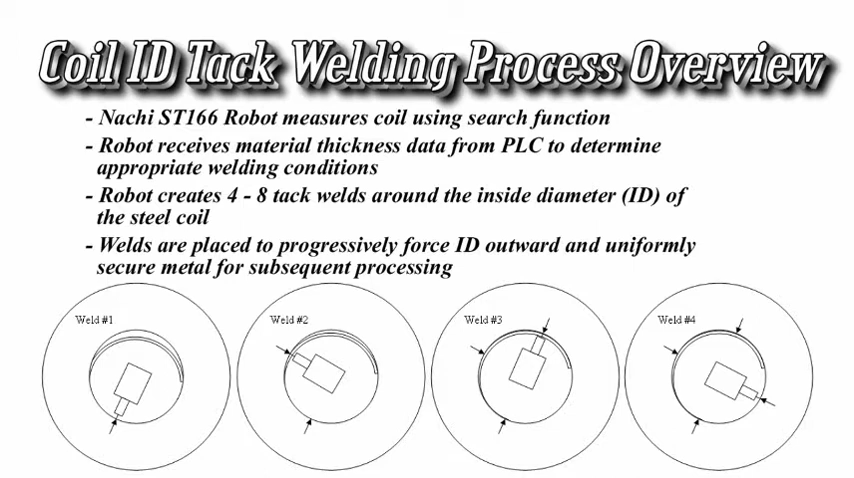 Coil ID Tack Welding Process Overview
- Nachi ST166 Robot measures coil using search function
- Robot receives material thickness data from PLC to determine
appropriate welding conditions
- Robot creates 4 - 8 tack welds around the inside diameter (ID) of
the steel coil
- Welds are placed to progressively force ID outward and uniformly
secure metal for subsequent processing
Weld #1 Weld #2 Weld #3 Weld #4